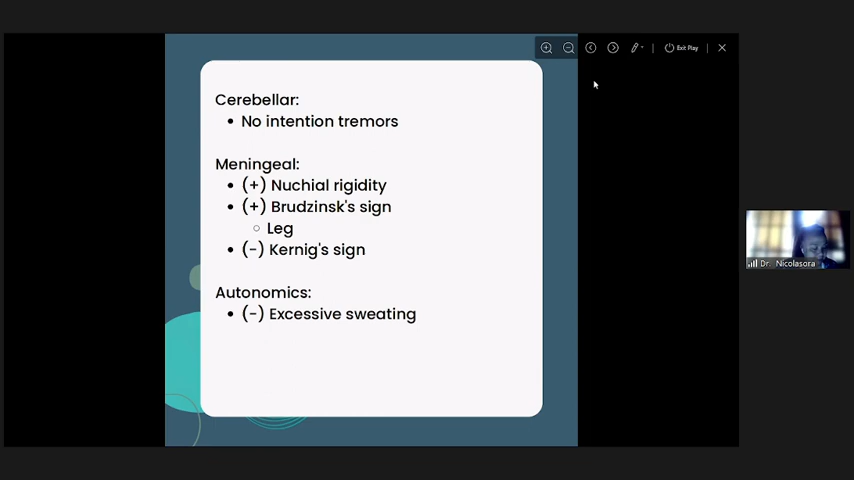 Exit Play
Cerebellar:
• No intention tremors
Meningeal:
• (+) Nuchial rigidity
• (+) Brudzinsk's sign
○ Leg
• (-) Kernig's sign
Autonomics:
• (-) Excessive sweating
Dr. Nicolasora